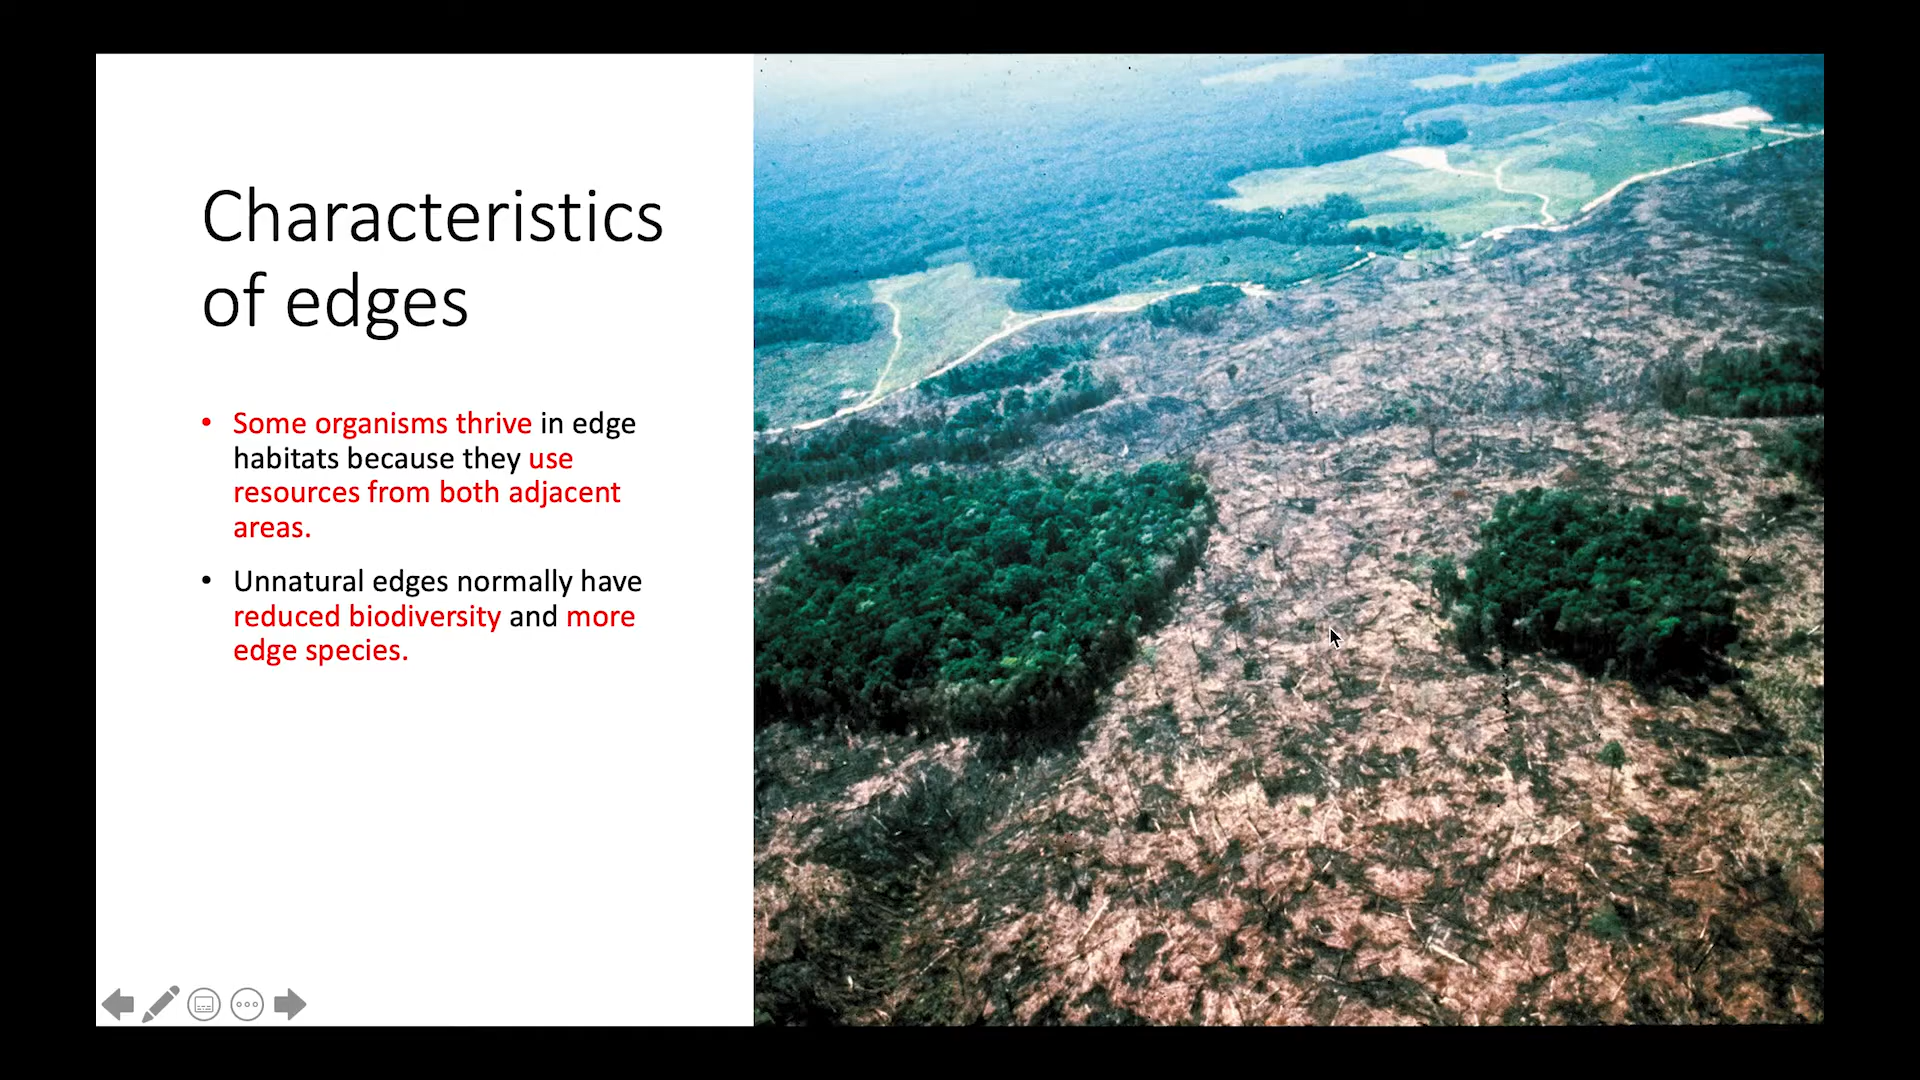 Characteristics
of edges
• Some organisms thrive in edge
habitats because they use
resources from both adjacent
areas.
• Unnatural edges normally have
reduced biodiversity and more
edge species.